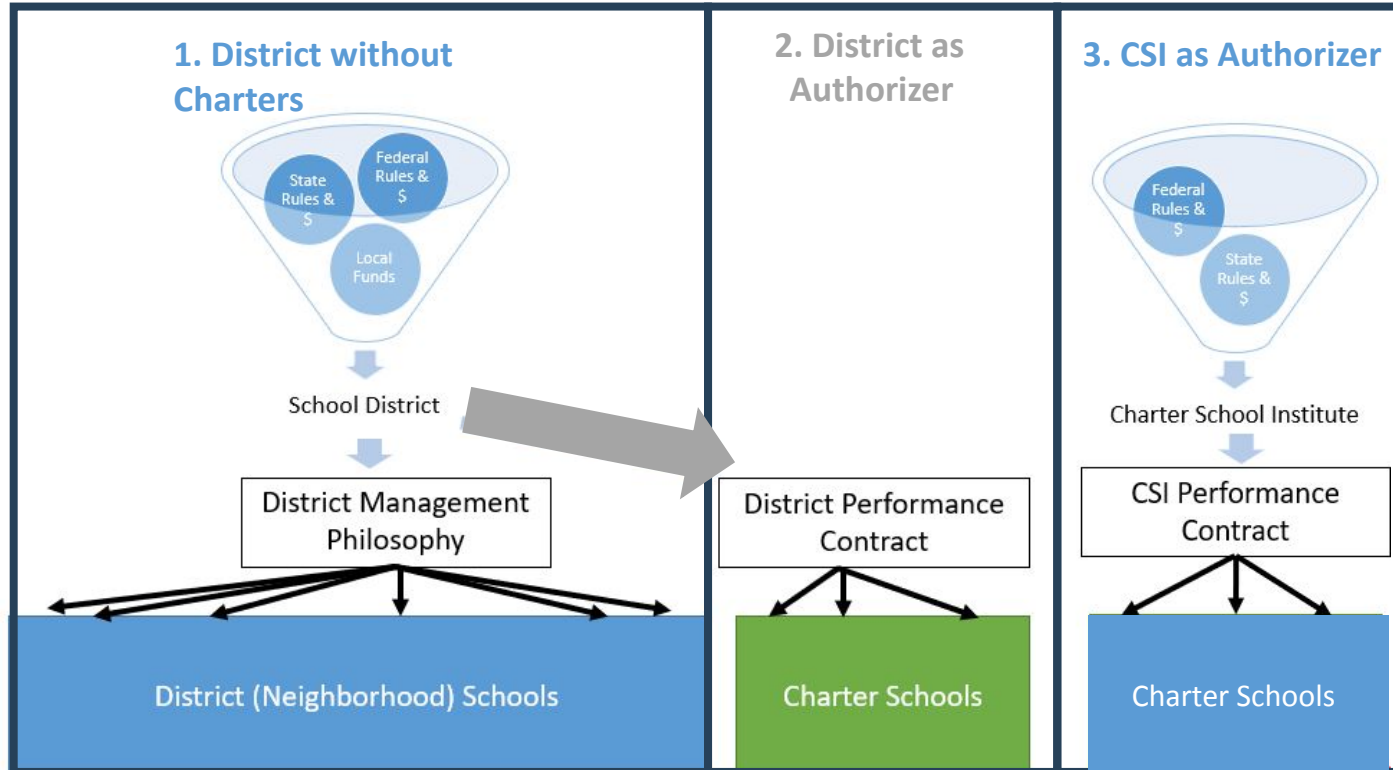 1. District without
Charters
State
Rules &
$
Federal
Rules &
$
Local
Funds
School District
District Management
Philosophy
District (Neighborhood) Schools
2. District as
Authorizer
District Performance
Contract
Charter Schools
3. CSI as Authorizer
Federal
Rules &
$
State
Rules &
$
Charter School Institute
CSI Performance
Contract
Charter Schools